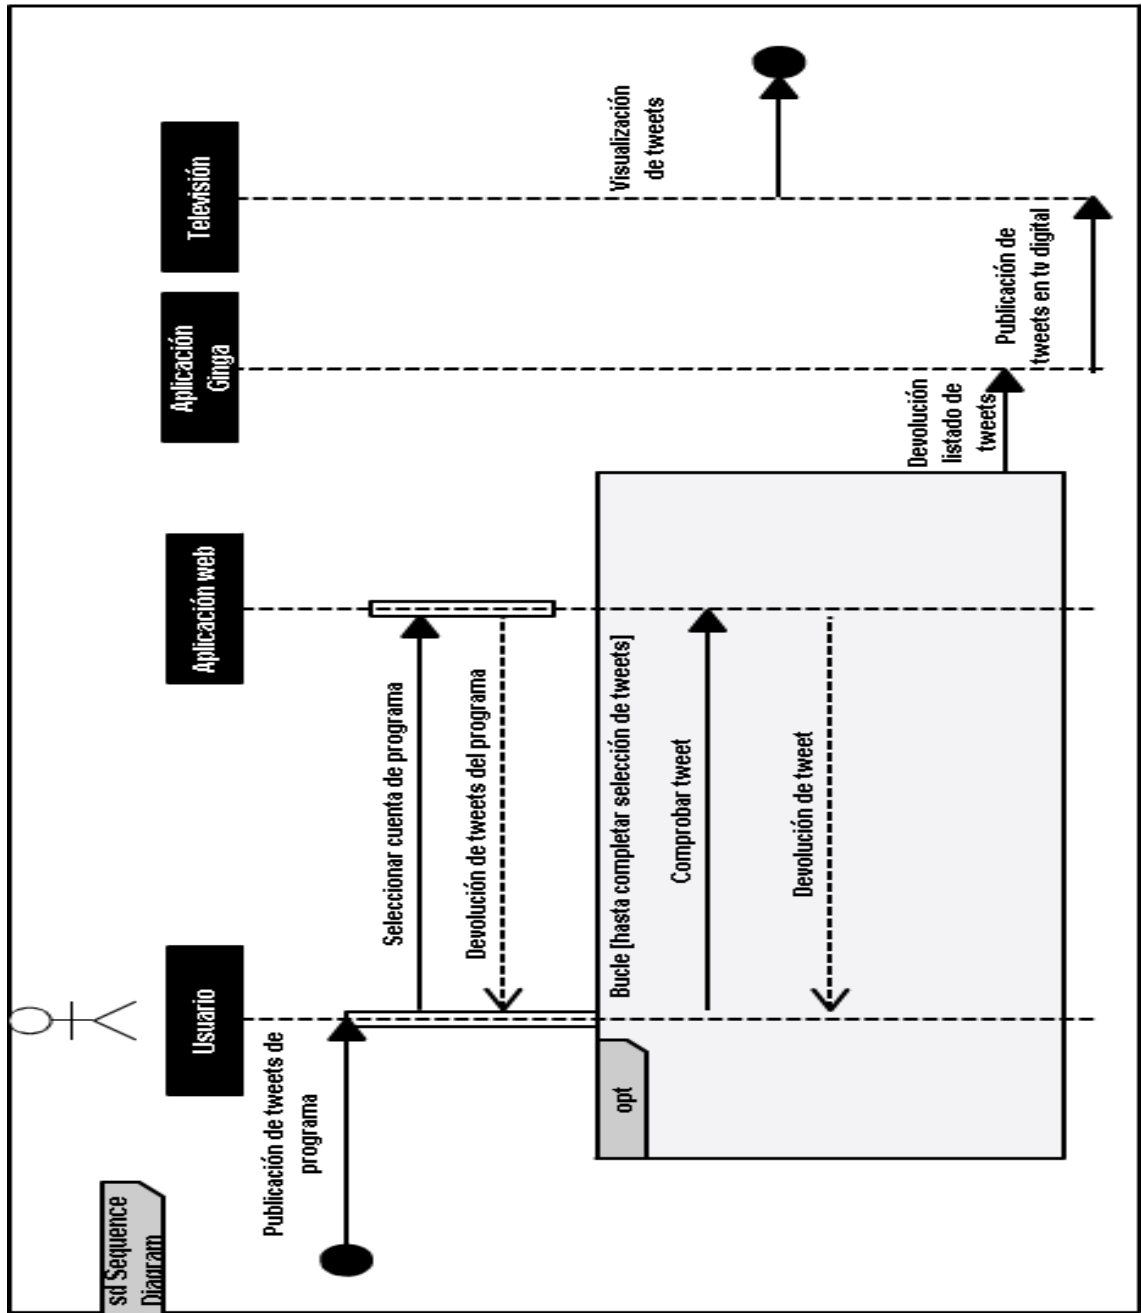 sd Sequence
Diagram
Usuario
Aplicación web
Aplicación
Ginga
Televisión
Publicación de tweets de
programa
Seleccionar cuenta de programa
Devolución de tweets del programa
opt
Bucle [hasta completar selección de tweets]
Comprobar tweet
Devolución de tweet
Devolución
listado de
tweets
Publicación de
tweets en tv digital
Visualización
de tweets